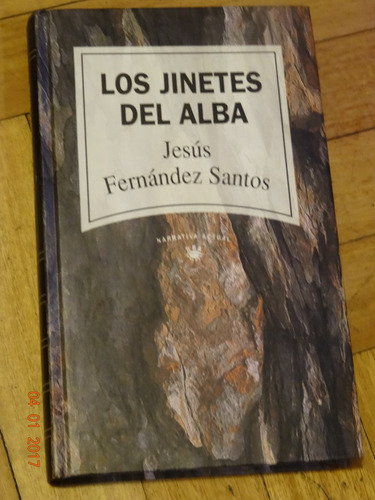 LOS JINETES
DEL ALBA
Jesús
Fernández Santos
NARRATIVA ACTUAL
04-01 2017